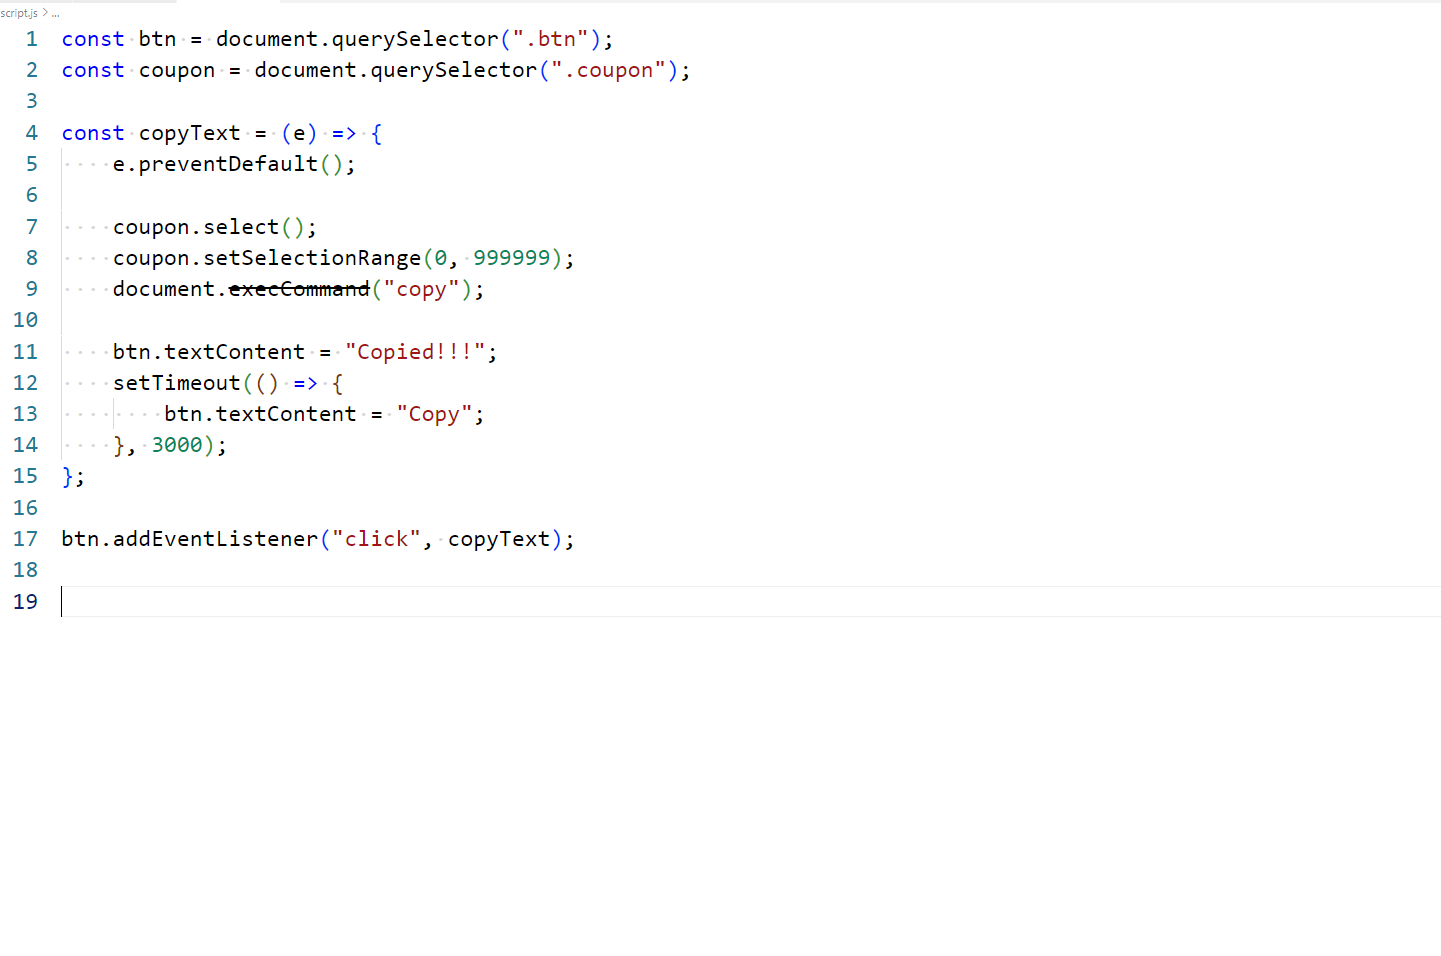 script.js > ...
1 const btn = document.querySelector(".btn");
2 const coupon = document.querySelector(".coupon");
3
4 const copyText = (e) => {
5     e.preventDefault();
6
7     coupon.select();
8     coupon.setSelectionRange(0, 999999);
9     document.execCommand("copy");
10
11     btn.textContent = "Copied!!!";
12     setTimeout(() => {
13         btn.textContent = "Copy";
14     }, 3000);
15 };
16
17 btn.addEventListener("click", copyText);
18
19